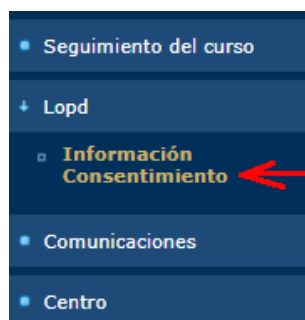 Seguimiento del curso
Lopd
Información
Consentimiento
Comunicaciones
Centro